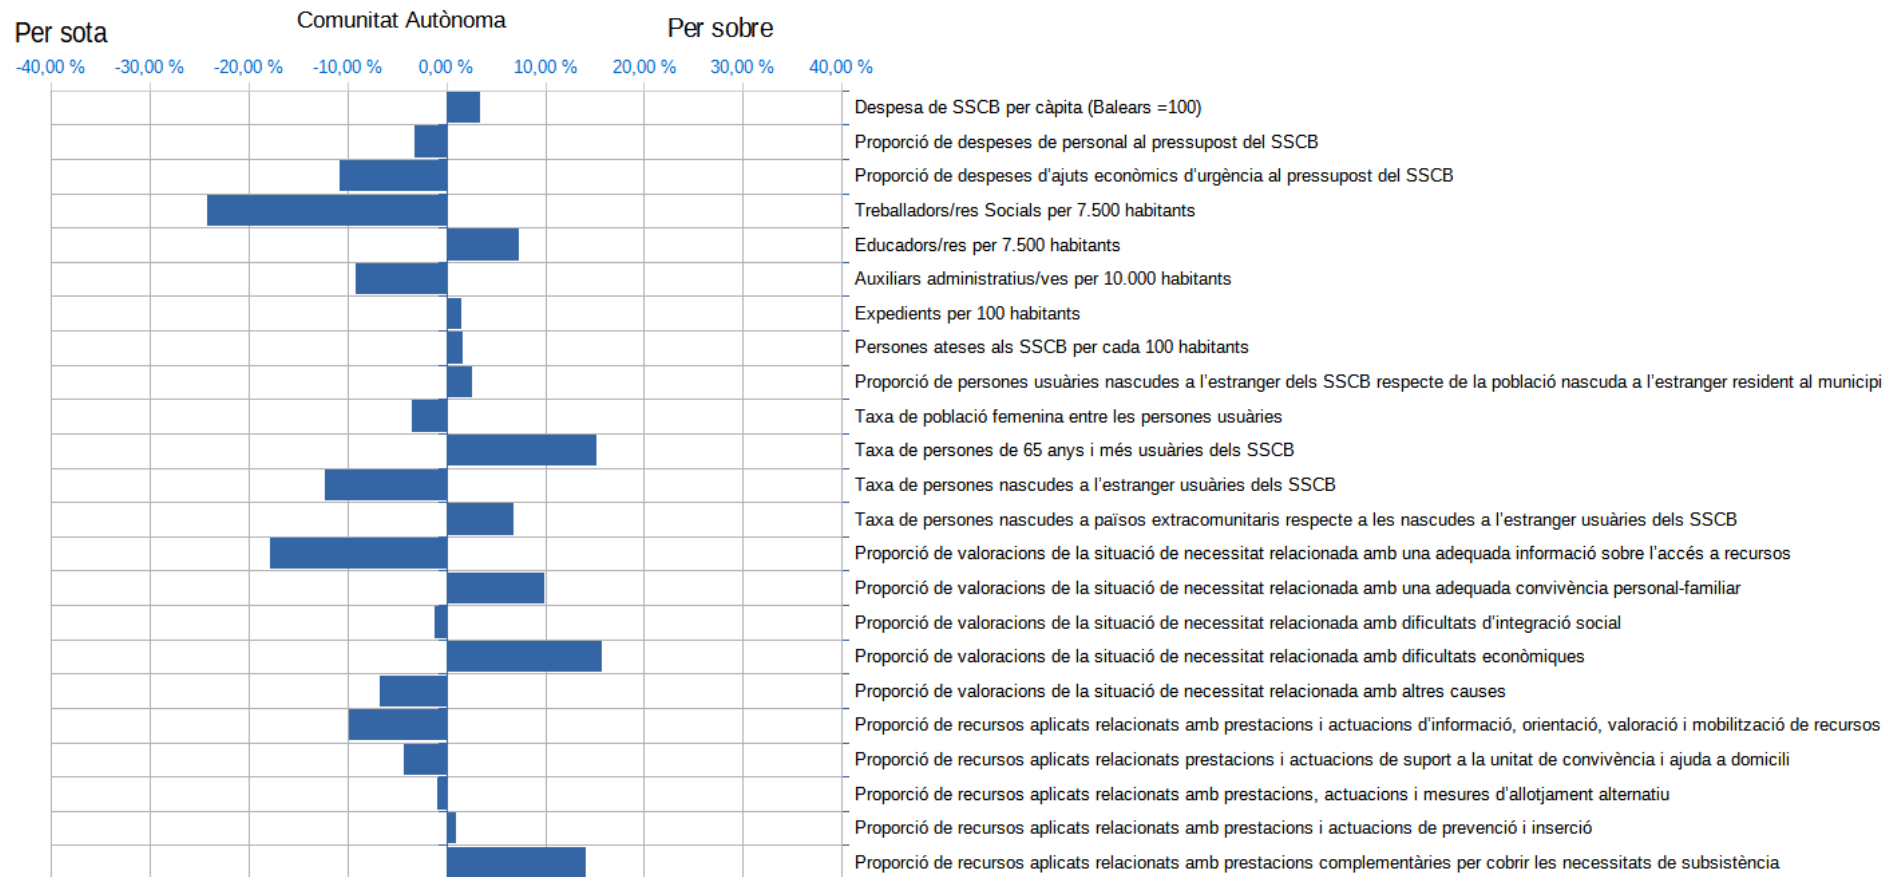 Comunitat Autònoma
Per sota
Per sobre
-40,00 % -30,00 % -20,00 % -10,00 % 0,00 % 10,00 % 20,00 % 30,00 % 40,00 %
Despesa de SSCB per càpita (Balears =100)
Proporció de despeses de personal al pressupost del SSCB
Proporció de despeses d’ajuts econòmics d’urgència al pressupost del SSCB
Treballadors/res Socials per 7.500 habitants
Educadors/res per 7.500 habitants
Auxiliars administratius/ves per 10.000 habitants
Expedients per 100 habitants
Persones ateses als SSCB per cada 100 habitants
Proporció de persones usuàries nascudes a l’estranger dels SSCB respecte de la població nascuda a l’estranger resident al municipi
Taxa de població femenina entre les persones usuàries
Taxa de persones de 65 anys i més usuàries dels SSCB
Taxa de persones nascudes a l’estranger usuàries dels SSCB
Taxa de persones nascudes a països extracomunitaris respecte a les nascudes a l’estranger usuàries dels SSCB
Proporció de valoracions de la situació de necessitat relacionada amb una adequada informació sobre l’accés a recursos
Proporció de valoracions de la situació de necessitat relacionada amb una adequada convivència personal-familiar
Proporció de valoracions de la situació de necessitat relacionada amb dificultats d’integració social
Proporció de valoracions de la situació de necessitat relacionada amb dificultats econòmiques
Proporció de valoracions de la situació de necessitat relacionada amb altres causes
Proporció de recursos aplicats relacionats amb prestacions i actuacions d’informació, orientació, valoració i mobilització de recursos
Proporció de recursos aplicats relacionats prestacions i actuacions de suport a la unitat de convivència i ajuda a domicili
Proporció de recursos aplicats relacionats amb prestacions, actuacions i mesures d’allotjament alternatiu
Proporció de recursos aplicats relacionats amb prestacions i actuacions de prevenció i inserció
Proporció de recursos aplicats relacionats amb prestacions complementàries per cobrir les necessitats de subsistència